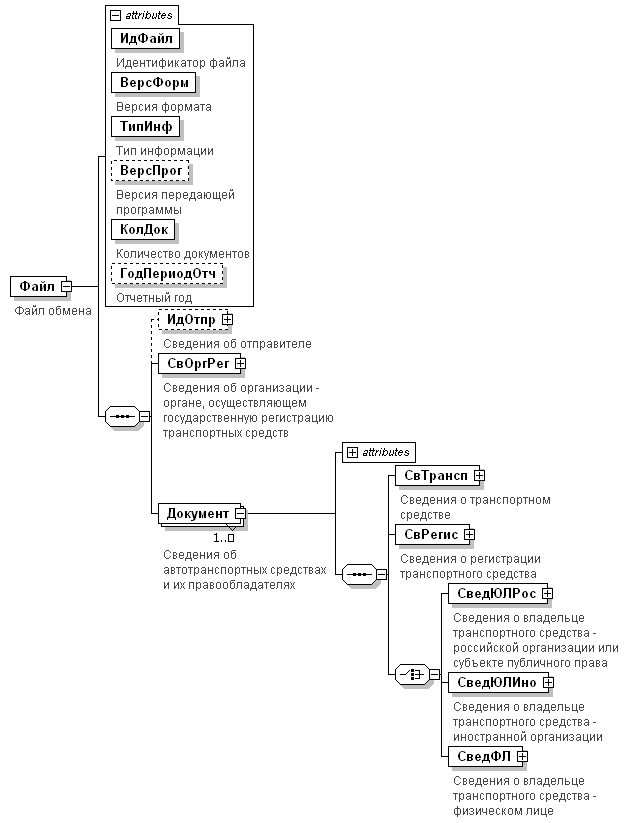 attributes
ИдФайл
Идентификатор файла
ВерсФорм
Версия формата
ТипИнф
Тип информации
ВерсПрог
Версия передающей
программы
КолДок
Количество документов
ГодПериодОтч
Отчетный год
Файл
Файл обмена
ИдОтпр
Сведения об отправителе
СвОргРег
Сведения об организации -
органе, осуществляющем
государственную регистрацию
транспортных средств
attributes
СвТрансп
Сведения о транспортном
средстве
Документ
1..
Сведения об
автотранспортных средствах
и их правообладателях
СвРегис
Сведения о регистрации
транспортного средства
СведЮЛРос
Сведения о владельце
транспортного средства -
российской организации или
субъекте публичного права
СведЮЛИно
Сведения о владельце
транспортного средства -
иностранной организации
СведФЛ
Сведения о владельце
транспортного средства -
физическом лице